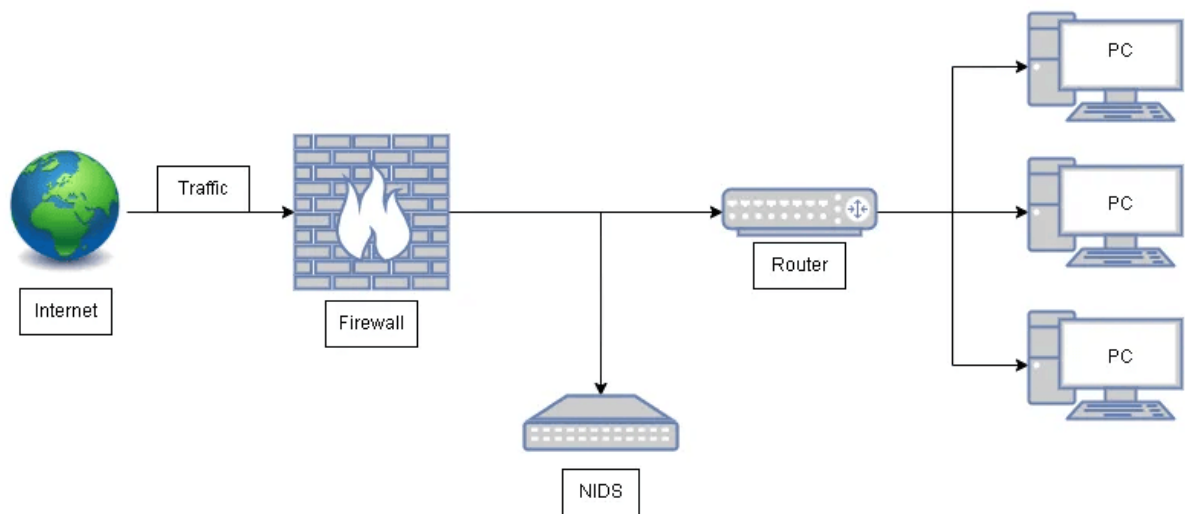 PC
Traffic
PC
Router
Internet
Firewall
PC
NIDS